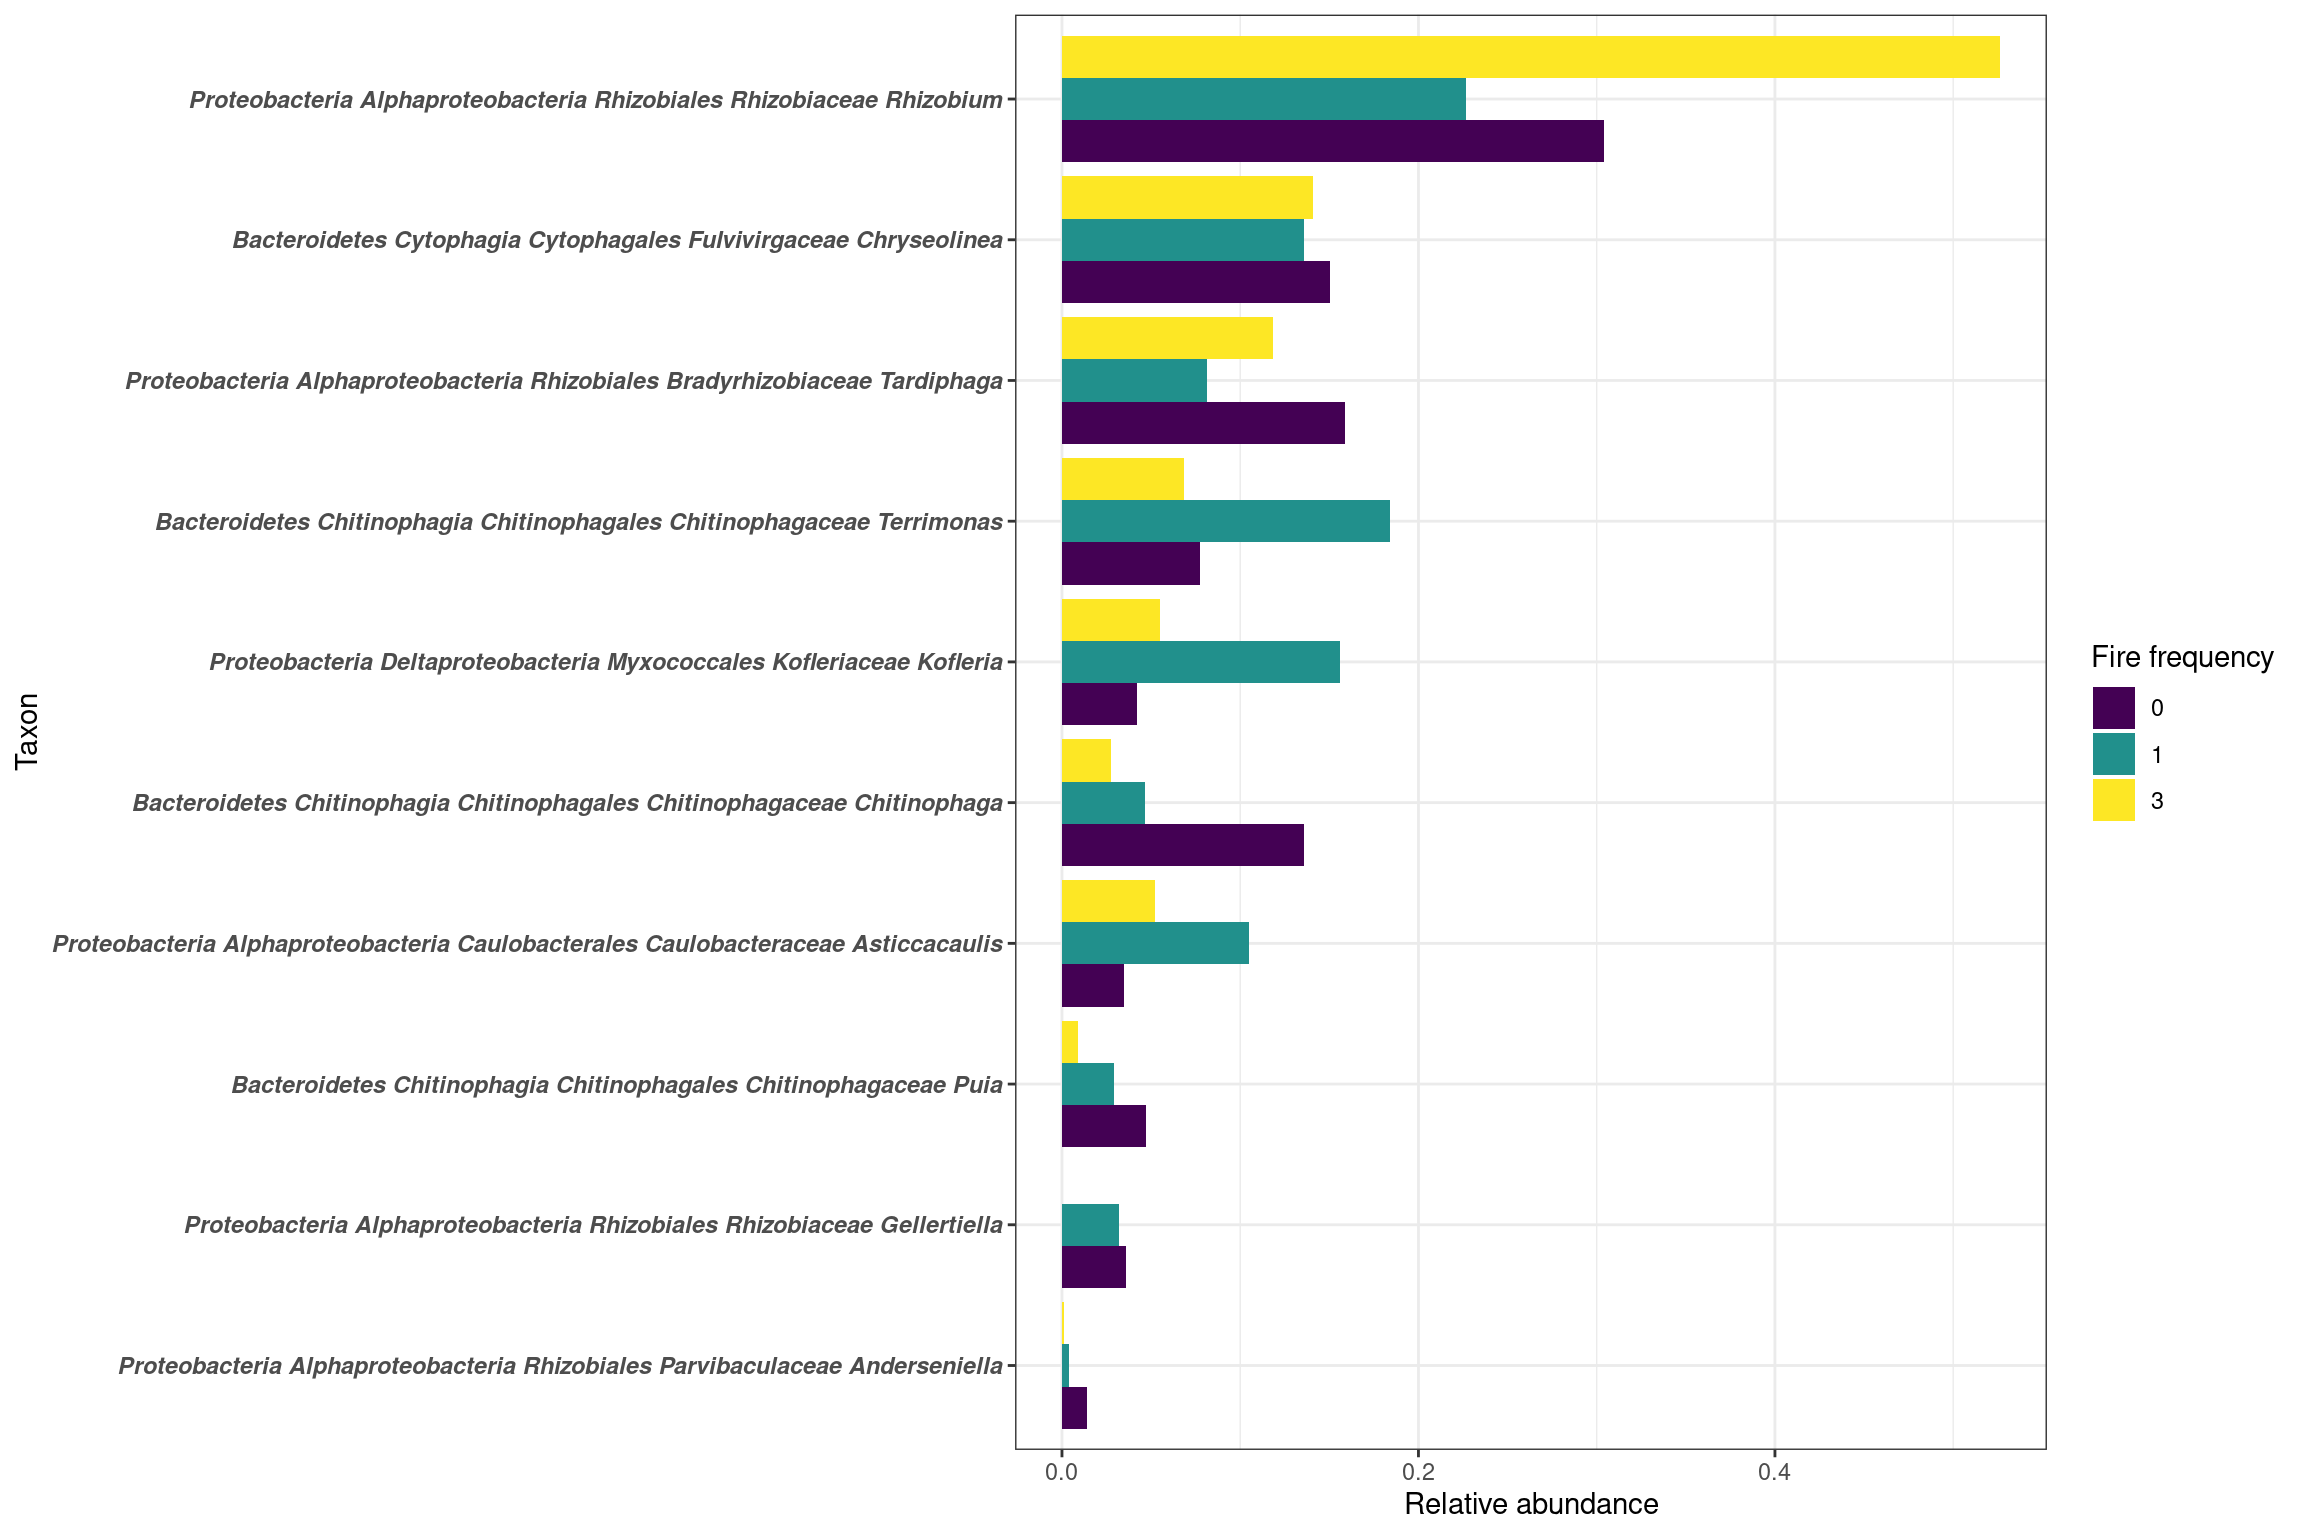 Taxon
Proteobacteria Alphaproteobacteria Rhizobiales Rhizobiaceae Rhizobium
Bacteroidetes Cytophagia Cytophagales Fulvivirgaceae Chryseolinea
Proteobacteria Alphaproteobacteria Rhizobiales Bradyrhizobiaceae Tardiphaga
Bacteroidetes Chitinophagia Chitinophagales Chitinophagaceae Terrimonas
Proteobacteria Deltaproteobacteria Myxococcales Kofleriaceae Kofleria
Bacteroidetes Chitinophagia Chitinophagales Chitinophagaceae Chitinophaga
Proteobacteria Alphaproteobacteria Caulobacterales Caulobacteraceae Asticcacaulis
Bacteroidetes Chitinophagia Chitinophagales Chitinophagaceae Puia
Proteobacteria Alphaproteobacteria Rhizobiales Rhizobiaceae Gellertiella
Proteobacteria Alphaproteobacteria Rhizobiales Parvibaculaceae Anderseniella
0.0 0.2 0.4
Relative abundance
Fire frequency
0
1
3